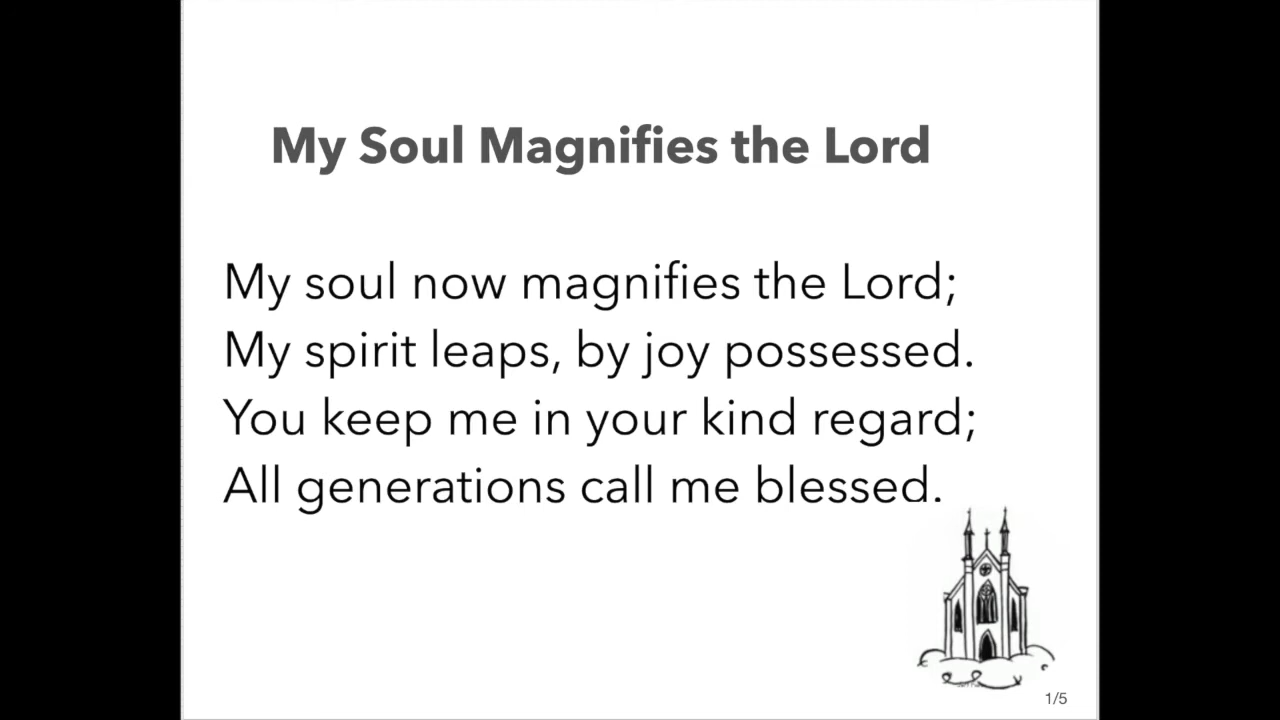 My Soul Magnifies the Lord
My soul now magnifies the Lord;
My spirit leaps, by joy possessed.
You keep me in your kind regard;
All generations call me blessed.
1/5